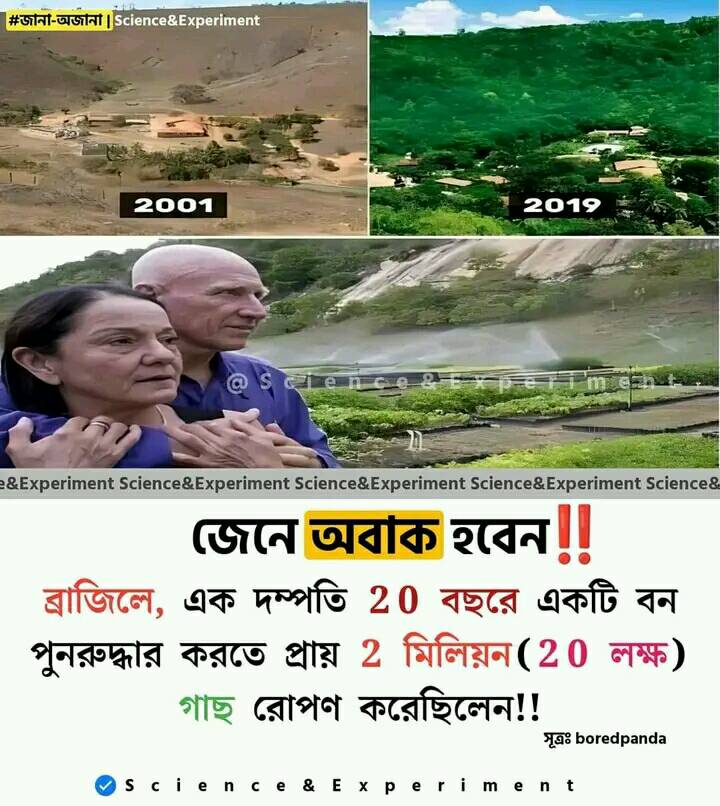 #জানা-অজানা | Science&Experiment
2001
2019
@Science&Experiment
e&Experiment Science&Experiment Science&Experiment Science&Experiment Science&
জেনে অবাক হবেন‼️
ব্রাজিলে, এক দম্পতি 20 বছরে একটি বন
পুনরুদ্ধার করতে প্রায় 2 মিলিয়ন(20 লক্ষ)
গাছ রোপণ করেছিলেন!!
সূত্রঃ boredpanda
Science&Experiment